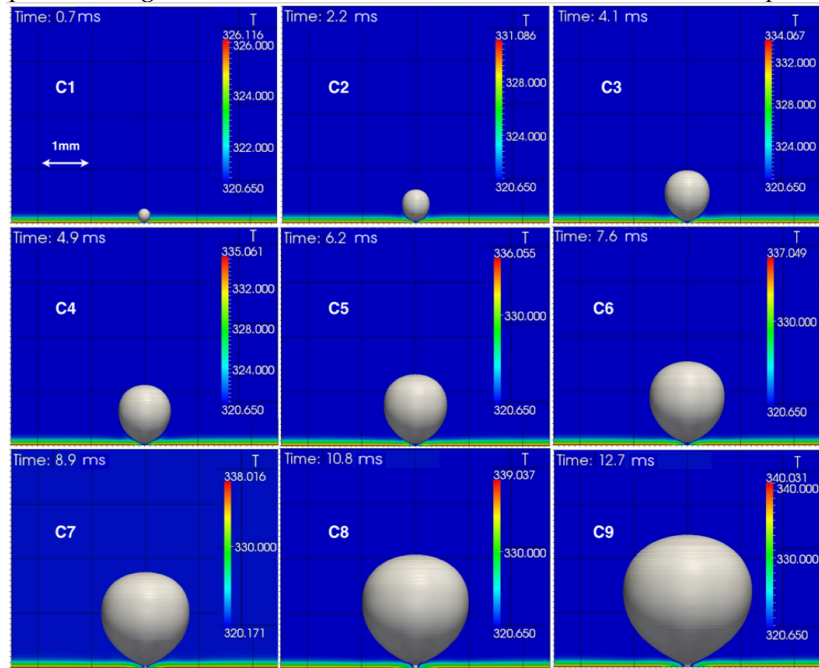 Time: 0.7 ms
T
326.116
326.000
324.000
322.000
320.650
C1
1mm
Time: 2.2 ms
T
331.086
328.000
324.000
320.650
C2
Time: 4.1 ms
T
334.067
332.000
328.000
324.000
320.650
C3
Time: 4.9 ms
T
335.061
332.000
328.000
324.000
320.650
C4
Time: 6.2 ms
T
336.055
330.000
320.650
C5
Time: 7.6 ms
T
337.049
330.000
320.650
C6
Time: 8.9 ms
T
338.016
330.000
320.171
C7
Time: 10.8 ms
T
339.037
330.000
320.650
C8
Time: 12.7 ms
T
340.031
340.000
330.000
320.650
C9